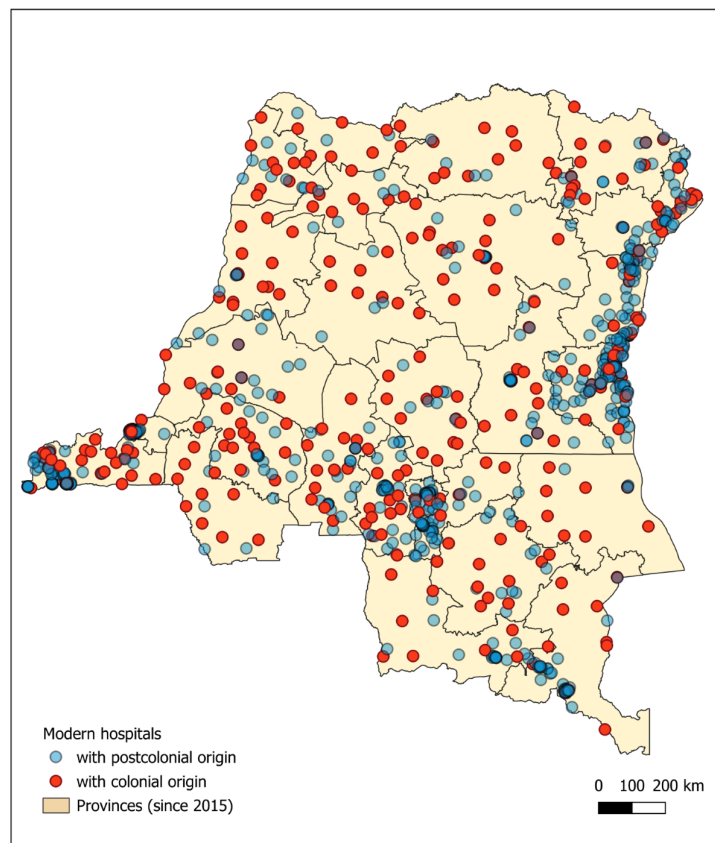 Modern hospitals
with postcolonial origin
with colonial origin
Provinces (since 2015)
0 100 200 km